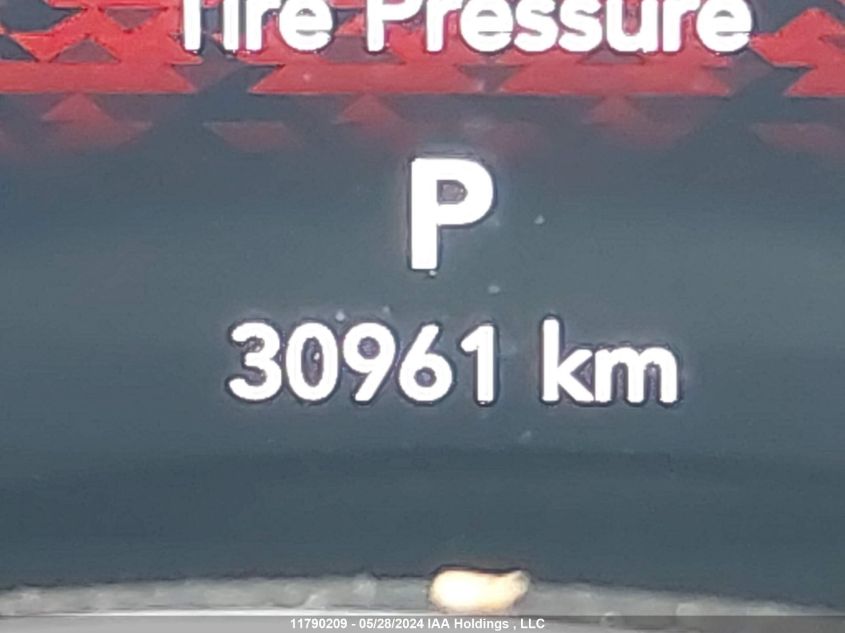 Tire Pressure
P
30961 km
11790209 - 05/28/2024 IAA Holdings , LLC